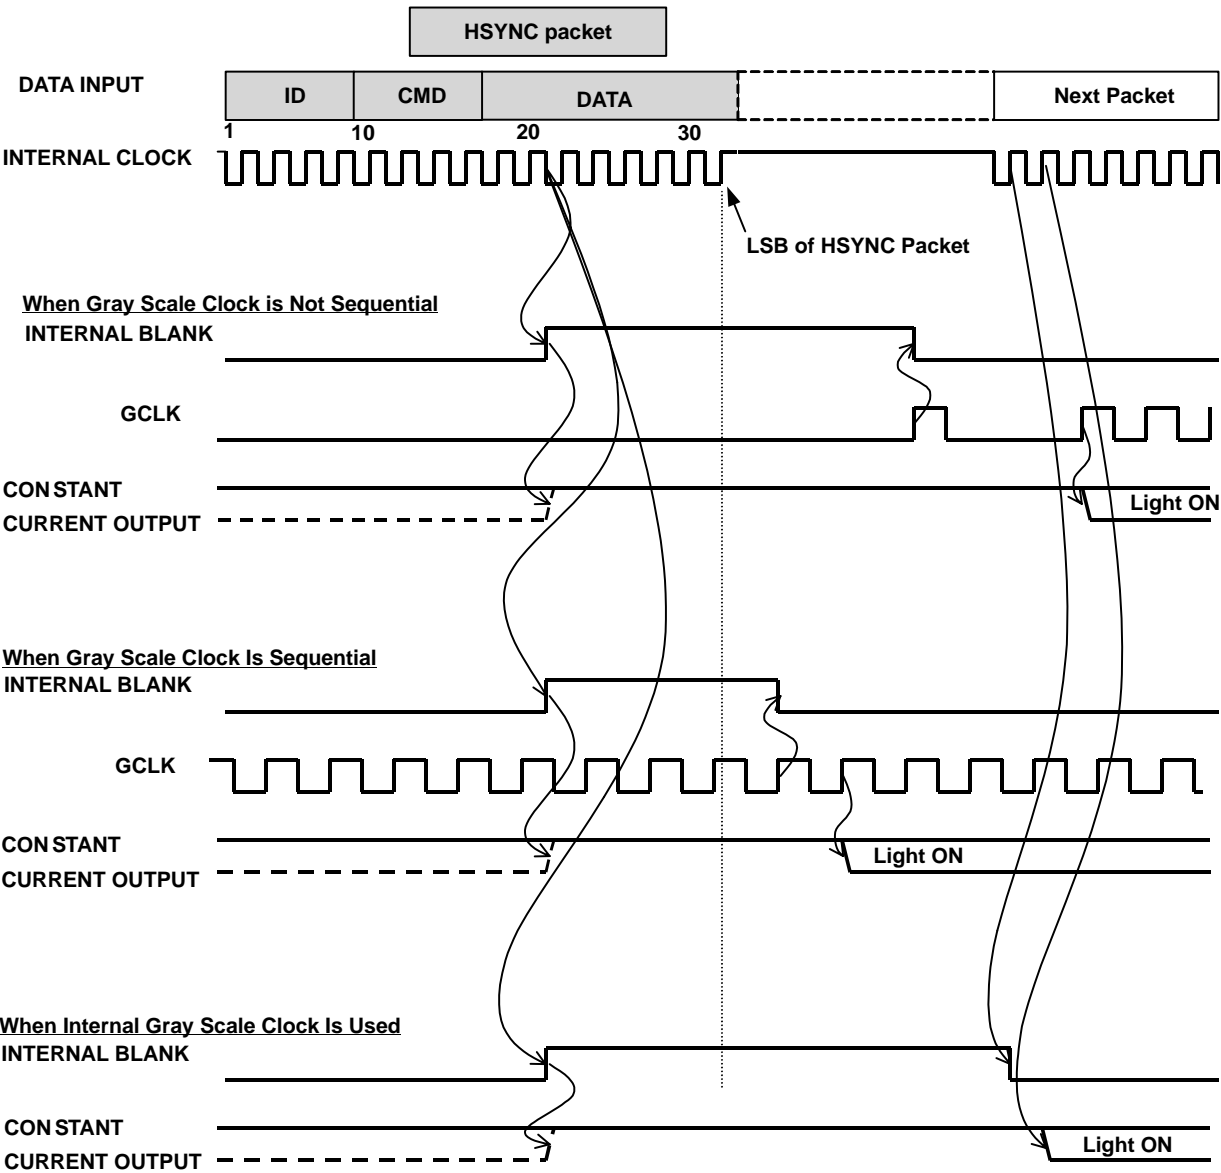 HSYNC packet
DATA INPUT
ID
CMD
DATA
Next Packet
1
10
20
30
INTERNAL CLOCK
LSB of HSYNC Packet
When Gray Scale Clock is Not Sequential
INTERNAL BLANK
GCLK
CON STANT
CURRENT OUTPUT
Light ON
When Gray Scale Clock Is Sequential
INTERNAL BLANK
GCLK
CON STANT
CURRENT OUTPUT
Light ON
When Internal Gray Scale Clock Is Used
INTERNAL BLANK
CON STANT
CURRENT OUTPUT
Light ON